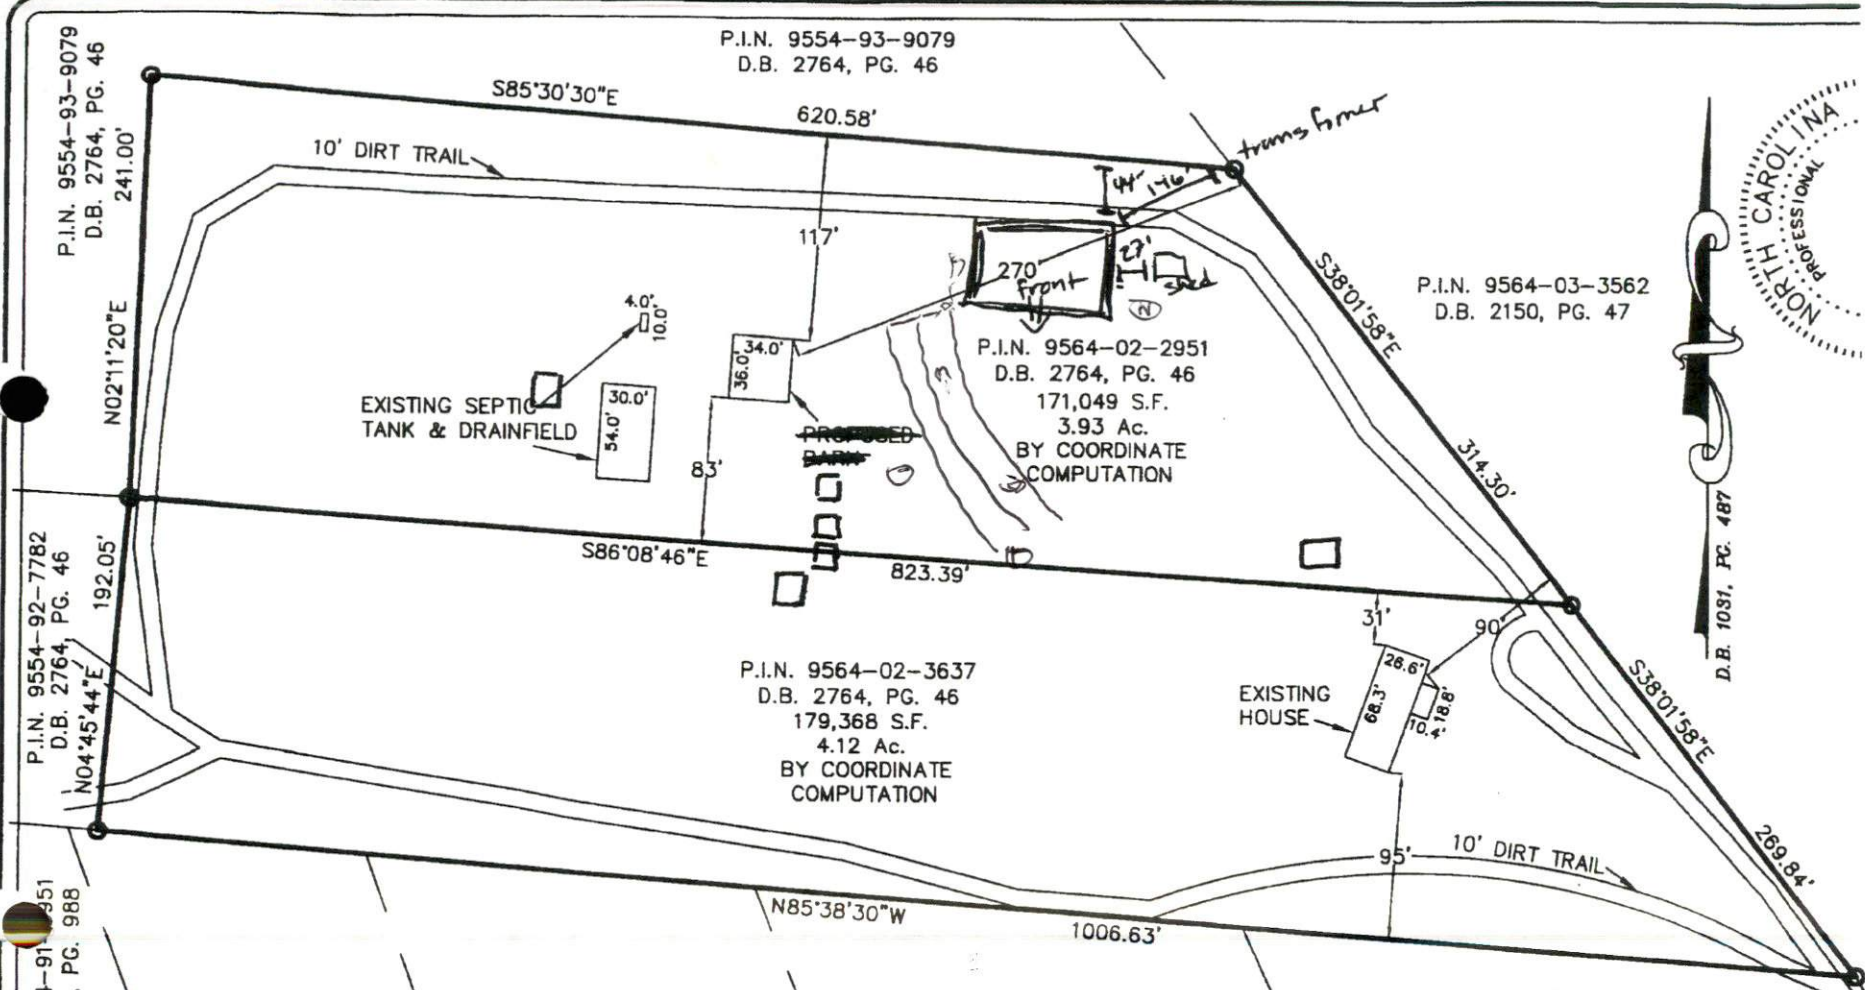 P.I.N. 9554-93-9079
D.B. 2764, PG. 46
P.I.N. 9554-93-9079
D.B. 2764, PG. 46
S85°30'30"E
620.58'
transformer
241.00'
N02°11'20"E
10' DIRT TRAIL
44'
117'
27'
shed
270'
front
2
S38°01'58"E
314.30'
P.I.N. 9564-03-3562
D.B. 2150, PG. 47
NORTH CAROLINA
PROFESSIONAL
4.0'
10.0'
34.0'
36.0'
P.I.N. 9564-02-2951
D.B. 2764, PG. 46
171,049 S.F.
3.93 Ac.
BY COORDINATE
COMPUTATION
EXISTING SEPTIC
TANK & DRAINFIELD
30.0'
54.0'
PROPOSED
BARN
83'
D.B. 1031, PG. 487
S86°08'46"E
823.39'
P.I.N. 9554-92-7782
D.B. 2764, PG. 46
192.05'
N04°45'44"E
31'
90'
P.I.N. 9564-02-3637
D.B. 2764, PG. 46
179,368 S.F.
4.12 Ac.
BY COORDINATE
COMPUTATION
EXISTING
HOUSE
26.6'
68.3'
18.8'
10.4'
S38°01'58"E
269.84'
95'
10' DIRT TRAIL
N85°38'30"W
1006.63'
PG. 988